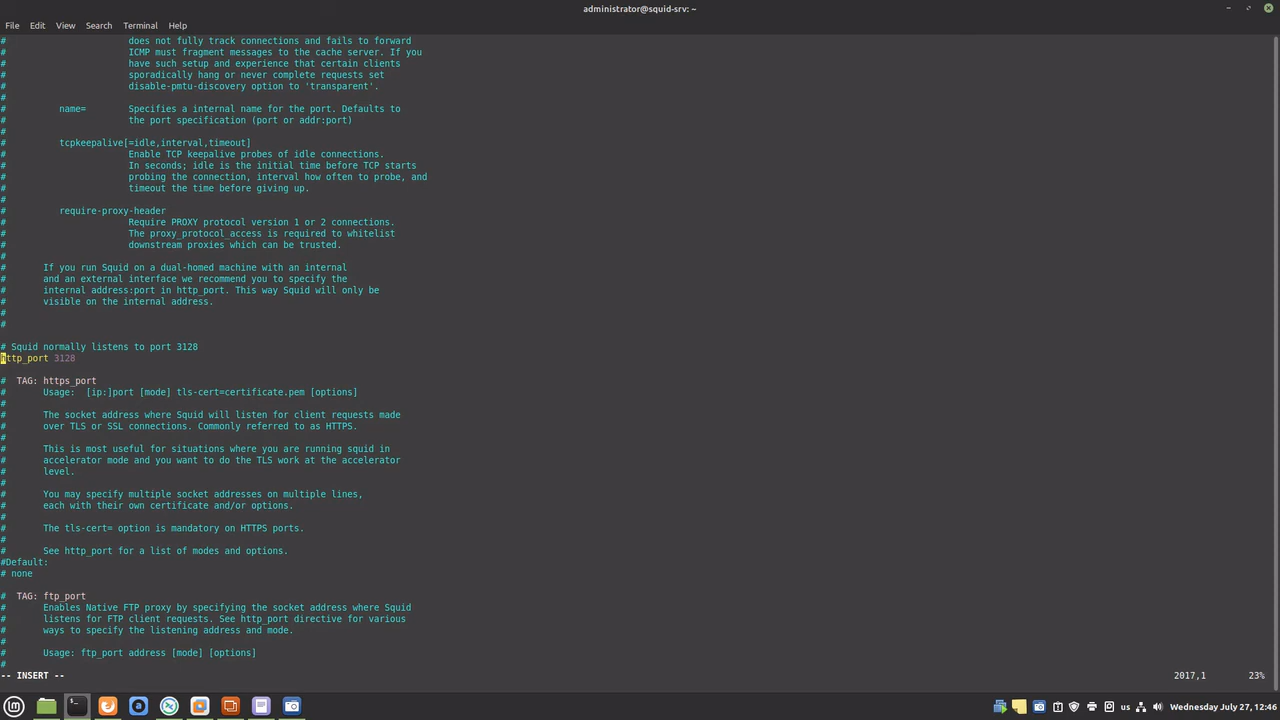 administrator@squid-srv: ~
File Edit View Search Terminal Help
# does not fully track connections and fails to forward
# ICMP must fragment messages to the cache server. If you
# have such setup and experience that certain clients
# sporadically hang or never complete requests set
# disable-pmtu-discovery option to 'transparent'.
#
# name= Specifies a internal name for the port. Defaults to
# the port specification (port or addr:port)
#
# tcpkeepalive[=idle,interval,timeout]
# Enable TCP keepalive probes of idle connections.
# In seconds; idle is the initial time before TCP starts
# probing the connection, interval how often to probe, and
# timeout the time before giving up.
#
# require-proxy-header
# Require PROXY protocol version 1 or 2 connections.
# The proxy_protocol_access is required to whitelist
# downstream proxies which can be trusted.
#
# If you run Squid on a dual-homed machine with an internal
# and an external interface we recommend you to specify the
# internal address:port in http_port. This way Squid will only be
# visible on the internal address.
#
#
# Squid normally listens to port 3128
http_port 3128
# TAG: https_port
# Usage: [ip:]port [mode] tls-cert=certificate.pem [options]
#
# The socket address where Squid will listen for client requests made
# over TLS or SSL connections. Commonly referred to as HTTPS.
#
# This is most useful for situations where you are running squid in
# accelerator mode and you want to do the TLS work at the accelerator
# level.
#
# You may specify multiple socket addresses on multiple lines,
# each with their own certificate and/or options.
#
# The tls-cert= option is mandatory on HTTPS ports.
#
# See http_port for a list of modes and options.
#Default:
# none
# TAG: ftp_port
# Enables Native FTP proxy by specifying the socket address where Squid
# listens for FTP client requests. See http_port directive for various
# ways to specify the listening address and mode.
#
# Usage: ftp_port address [mode] [options]
#
-- INSERT -- 2017,1 23%
us Wednesday July 27, 12:46